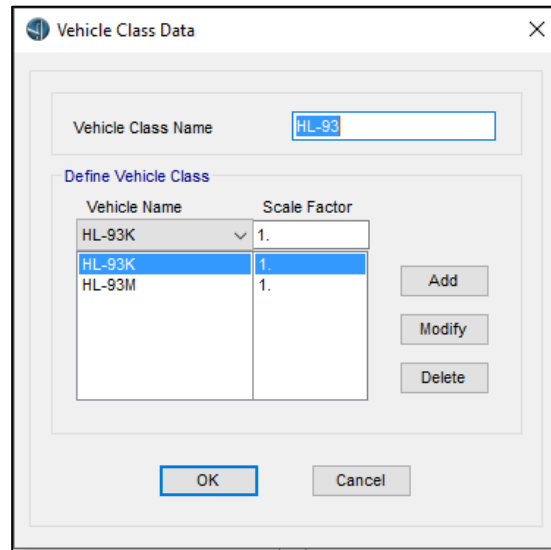 Vehicle Class Data
Vehicle Class Name HL-93
Define Vehicle Class
Vehicle Name Scale Factor
HL-93K 1.
HL-93K 1.
HL-93M 1.
Add
Modify
Delete
OK Cancel